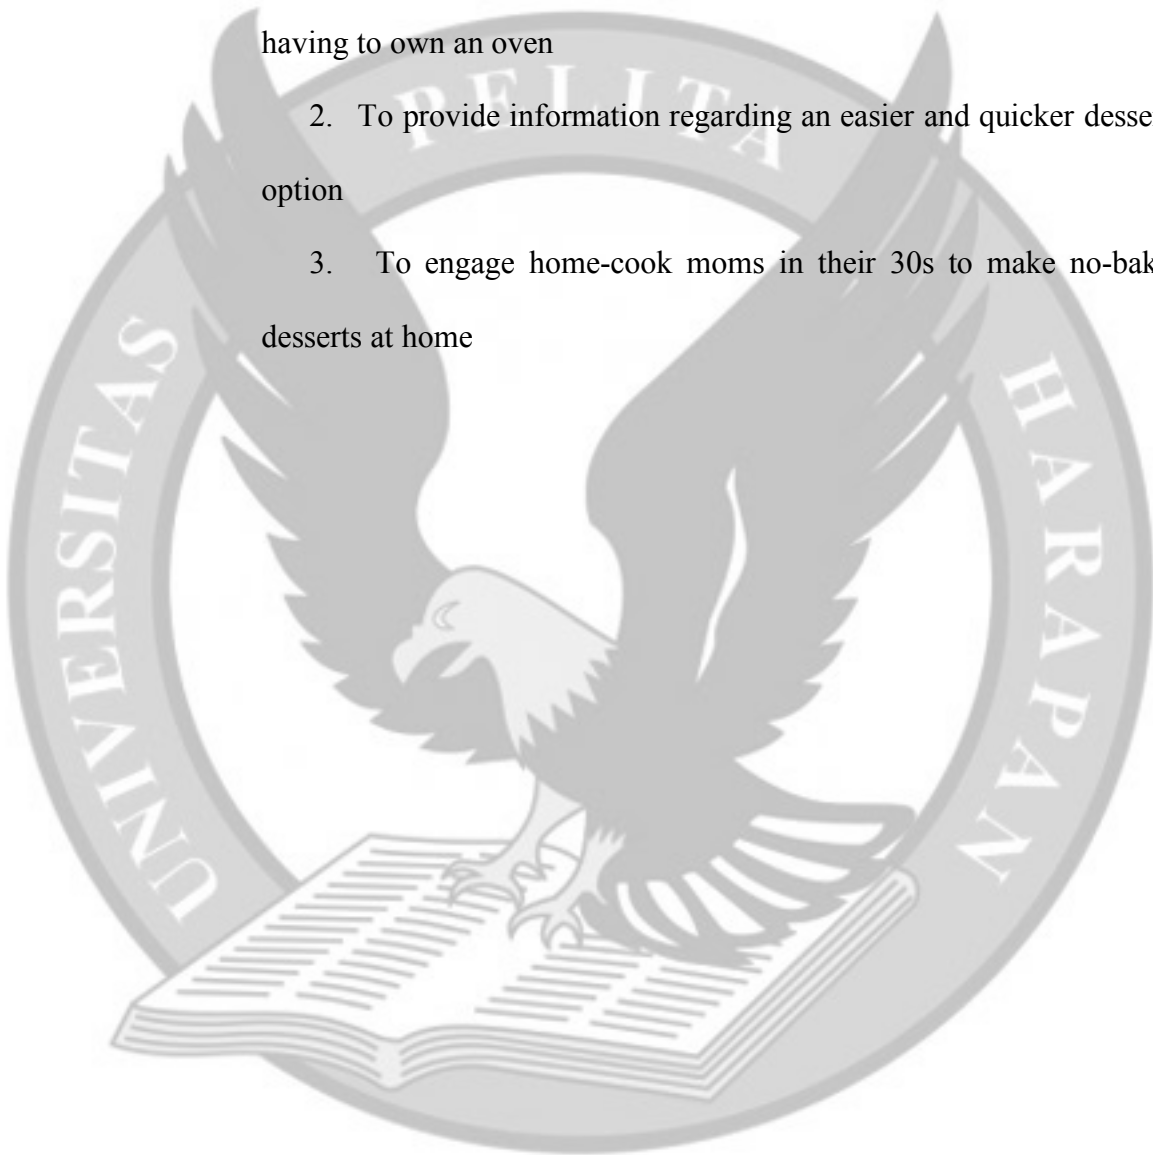 having to own an oven
PELITA
2. To provide information regarding an easier and quicker desse
option
3. To engage home-cook moms in their 30s to make no-bak
desserts at home
UNIVERSITAS
HARAPAN